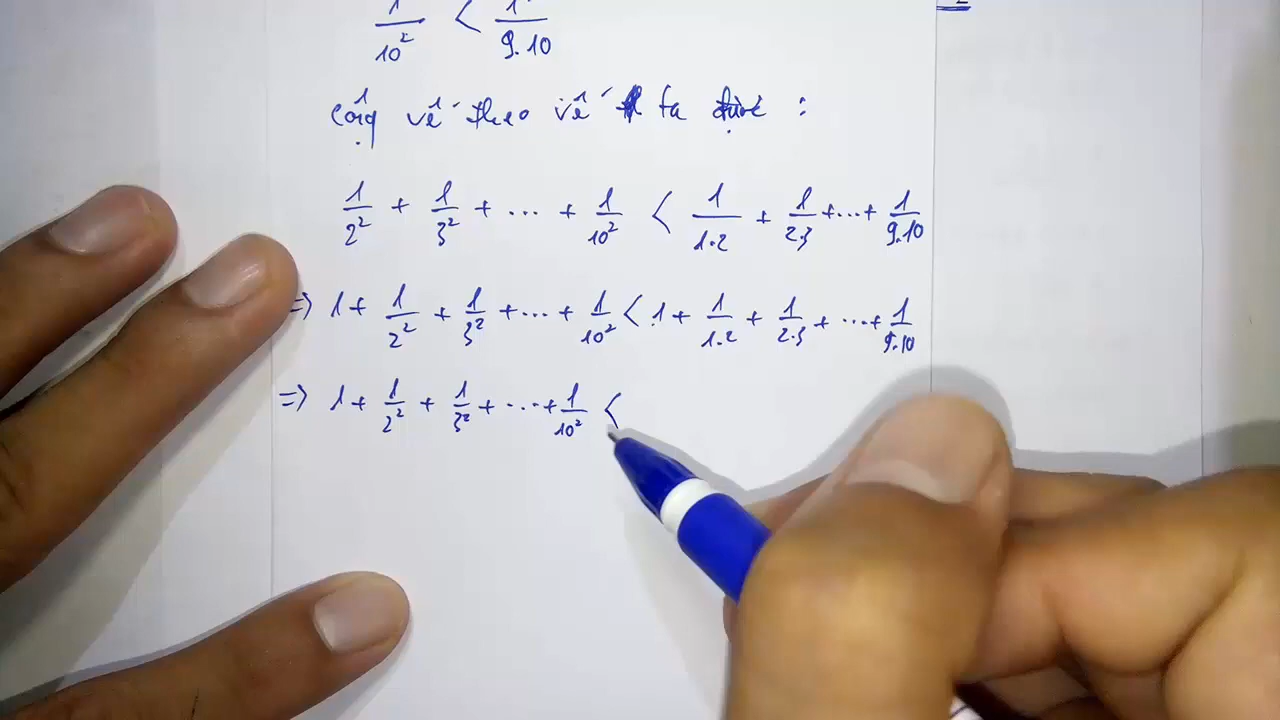 1/10² < 1/9.10
cộng vế theo vế ta được :
1/2² + 1/3² + ... + 1/10² < 1/1.2 + 1/2.3 + ... + 1/9.10
=> 1 + 1/2² + 1/3² + ... + 1/10² < 1 + 1/1.2 + 1/2.3 + ... + 1/9.10
=> 1 + 1/2² + 1/3² + ... + 1/10² <